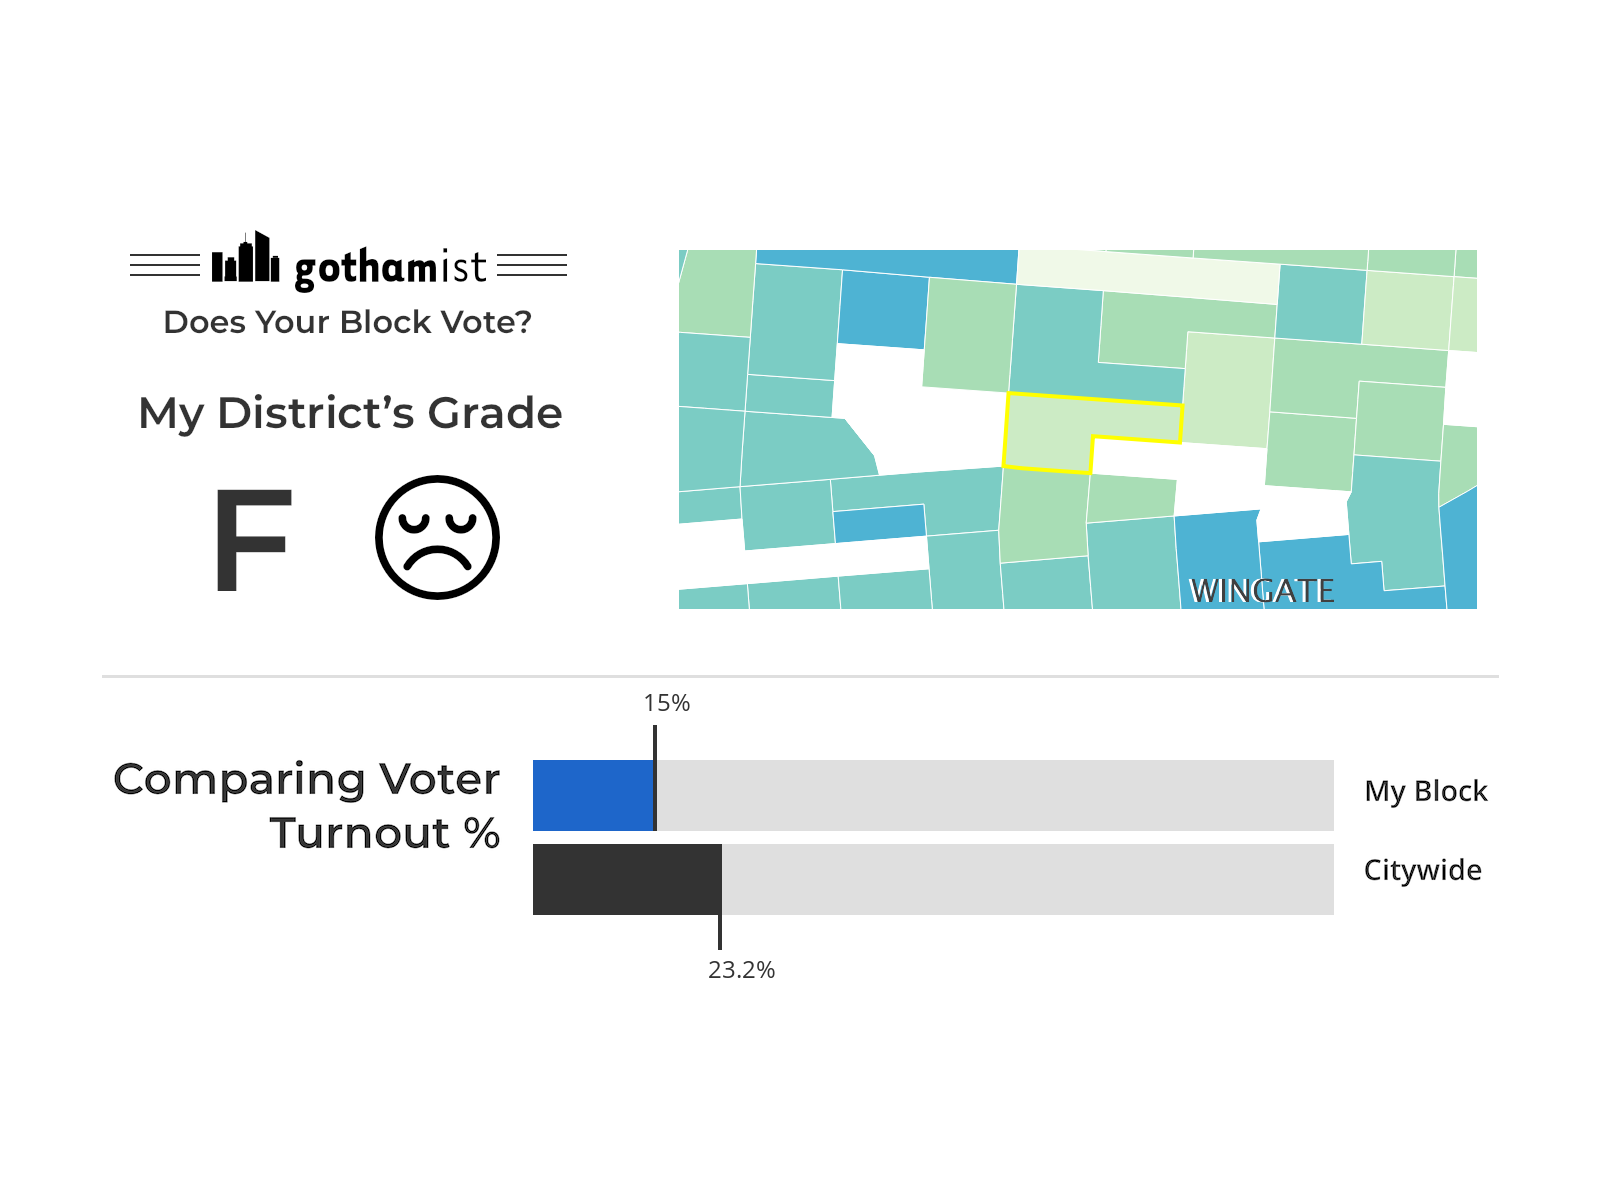 gothamist
Does Your Block Vote?
My District's Grade
F
WINGATE
15%
Comparing Voter
Turnout %
My Block
Citywide
23.2%